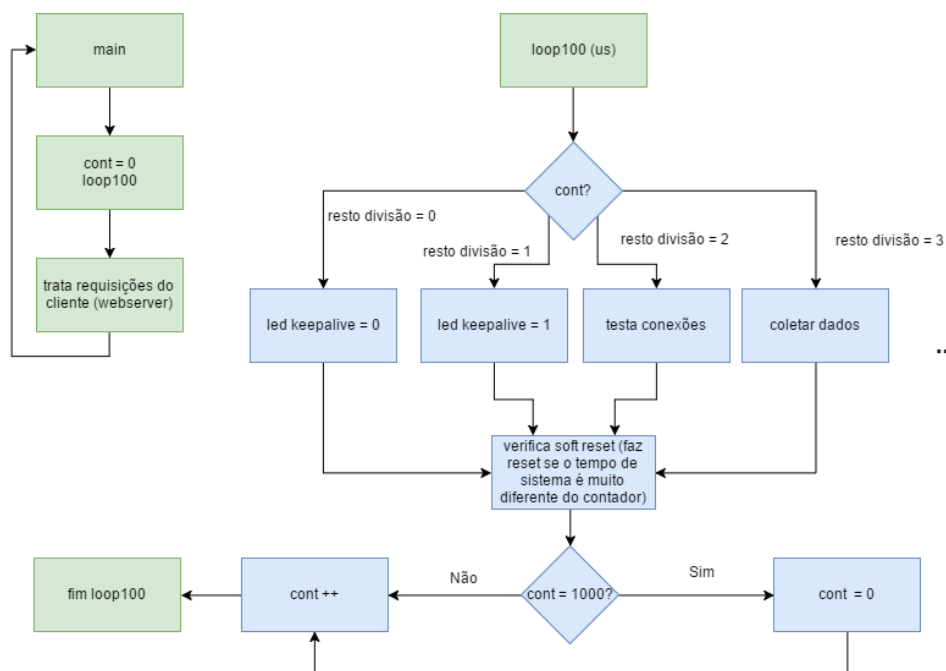 main
loop100 (us)
cont = 0
loop100
cont?
resto divisão = 0
resto divisão = 1
resto divisão = 2
resto divisão = 3
trata requisições do
cliente (webserver)
led keepalive = 0
led keepalive = 1
testa conexões
coletar dados
..
verifica soft reset (faz
reset se o tempo de
sistema é muito
diferente do contador)
fim loop100
cont ++
Não
cont = 1000?
Sim
cont = 0